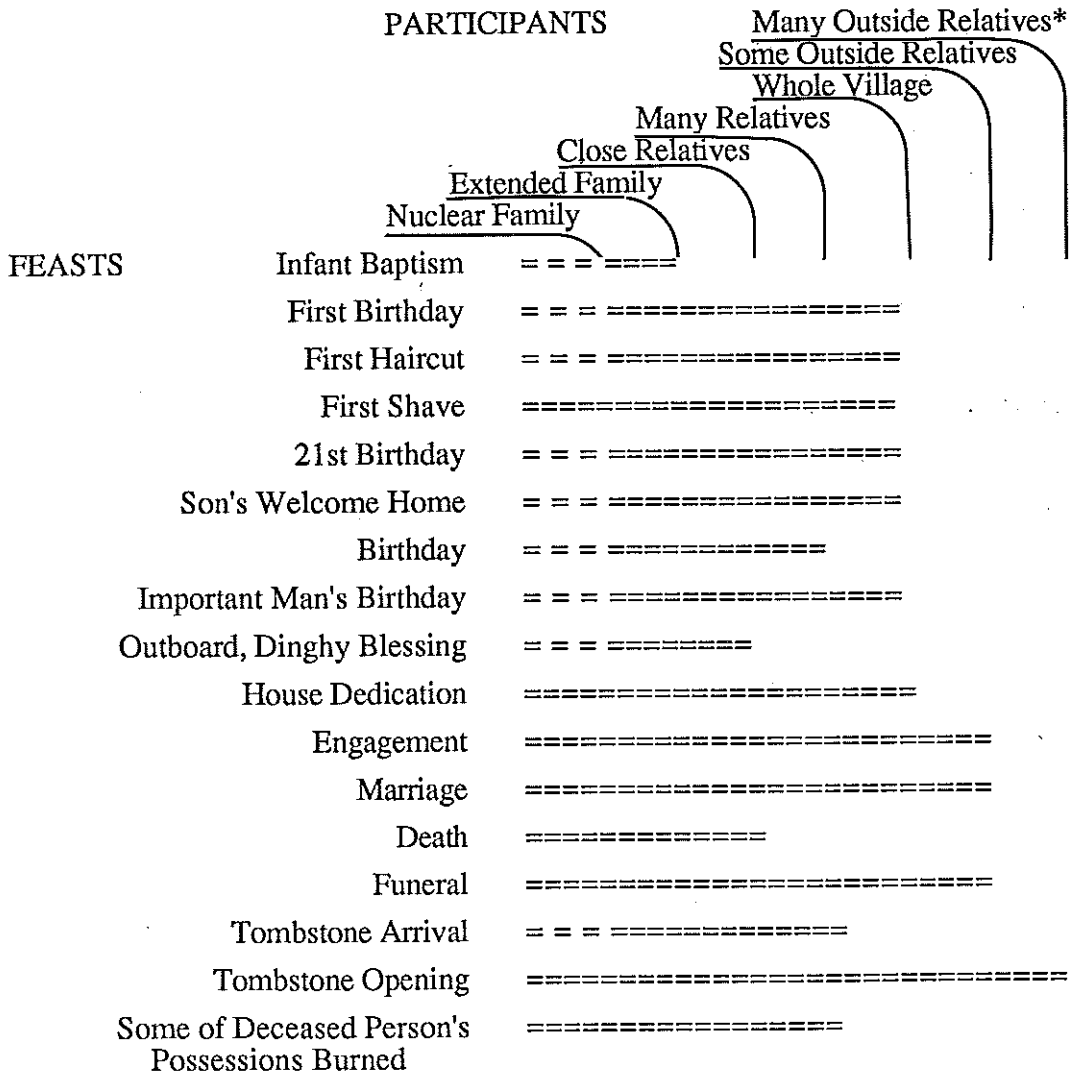 PARTICIPANTS
Many Outside Relatives*
Some Outside Relatives
Whole Village
Many Relatives
Close Relatives
Extended Family
Nuclear Family
FEASTS Infant Baptism
First Birthday
First Haircut
First Shave
21st Birthday
Son's Welcome Home
Birthday
Important Man's Birthday
Outboard, Dinghy Blessing
House Dedication
Engagement
Marriage
Death
Funeral
Tombstone Arrival
Tombstone Opening
Some of Deceased Person's
Possessions Burned